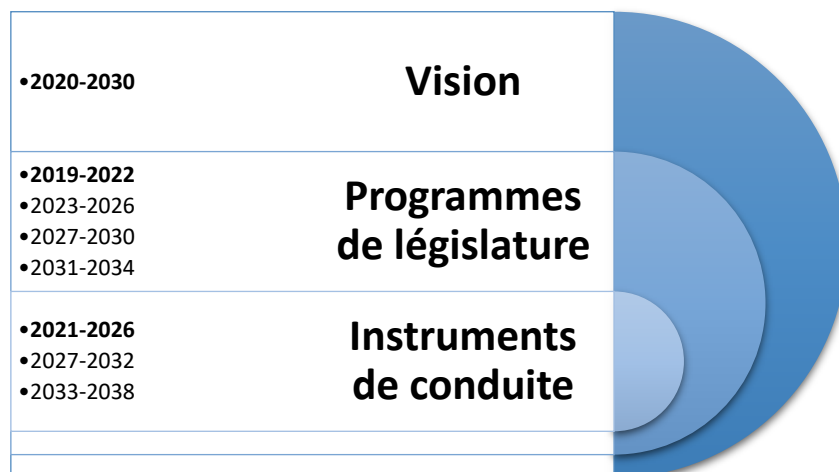 •2020-2030
Vision
•2019-2022
•2023-2026
•2027-2030
•2031-2034
Programmes
de législature
•2021-2026
•2027-2032
•2033-2038
Instruments
de conduite